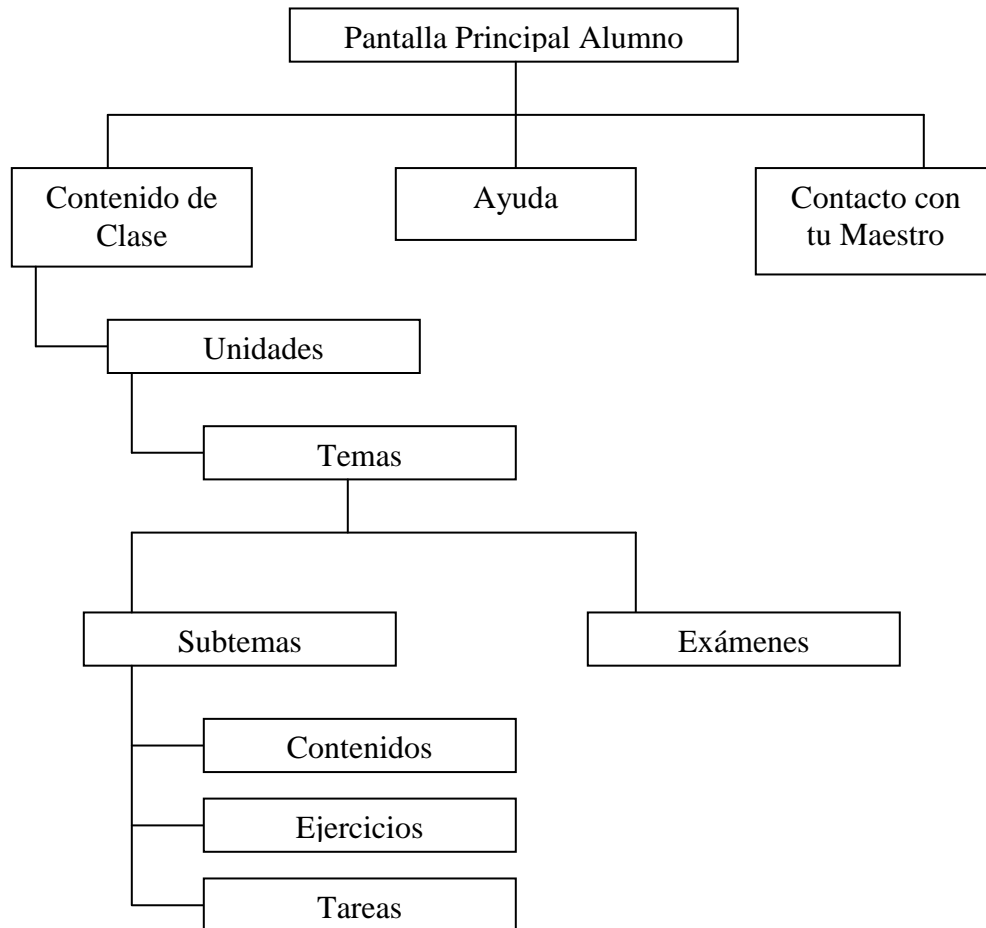 Pantalla Principal Alumno
Contenido de
Clase
Ayuda
Contacto con
tu Maestro
Unidades
Temas
Subtemas
Exámenes
Contenidos
Ejercicios
Tareas